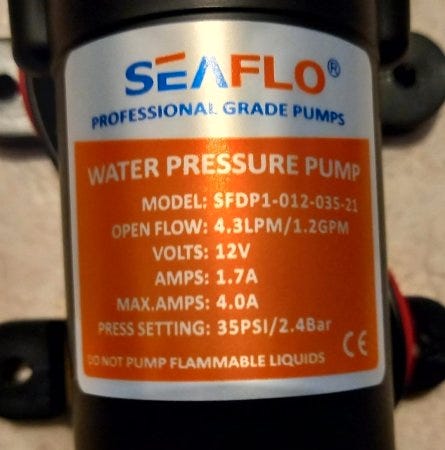 SEAFLO®
PROFESSIONAL GRADE PUMPS
WATER PRESSURE PUMP
MODEL: SFDP1-012-035-21
OPEN FLOW: 4.3LPM/1.2GPM
VOLTS: 12V
AMPS: 1.7A
MAX.AMPS: 4.0A
PRESS SETTING: 35PSI/2.4Bar
DO NOT PUMP FLAMMABLE LIQUIDS CE